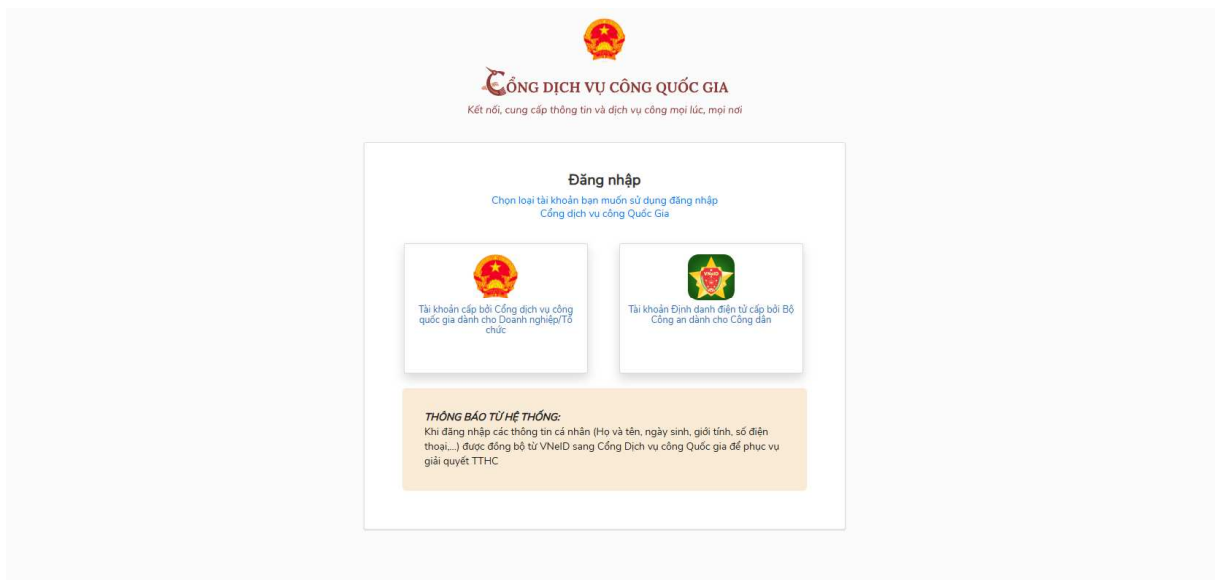 CỔNG DỊCH VỤ CÔNG QUỐC GIA
Kết nối, cung cấp thông tin và dịch vụ công mọi lúc, mọi nơi
Đăng nhập
Chọn loại tài khoản bạn muốn sử dụng đăng nhập
Cổng dịch vụ công Quốc Gia
Tài khoản cấp bởi Cổng dịch vụ công
quốc gia dành cho Doanh nghiệp/Tổ
chức
VNeID
Tài khoản Định danh điện tử cấp bởi Bộ
Công an dành cho Công dân
THÔNG BÁO TỪ HỆ THỐNG:
Khi đăng nhập các thông tin cá nhân (Họ và tên, ngày sinh, giới tính, số điện
thoại,...) được đồng bộ từ VNeID sang Cổng Dịch vụ công Quốc gia để phục vụ
giải quyết TTHC